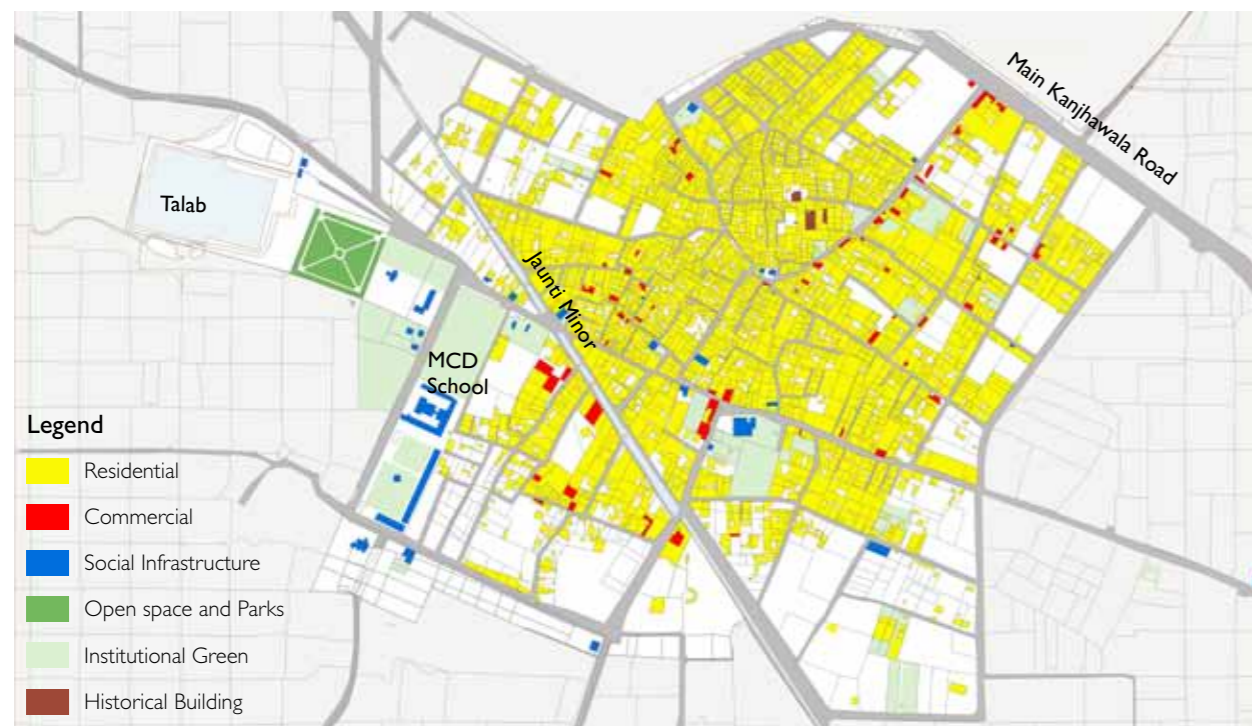 Main Kanjhawala Road
Talab
Jaunti Minor
MCD
School
Legend
Residential
Commercial
Social Infrastructure
Open space and Parks
Institutional Green
Historical Building